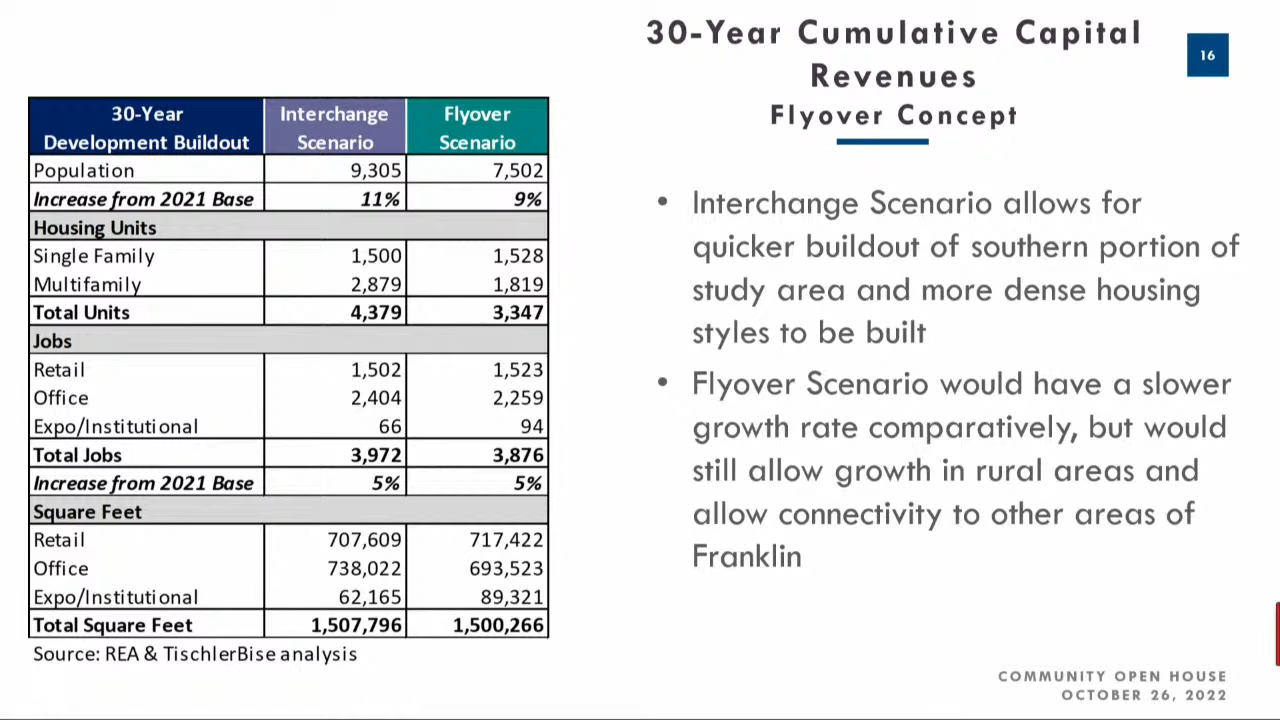 30-Year Cumulative Capital
Revenues
Flyover Concept
16
30-Year Development Buildout Interchange Scenario Flyover Scenario
Population 9,305 7,502
Increase from 2021 Base 11% 9%
Housing Units
Single Family 1,500 1,528
Multifamily 2,879 1,819
Total Units 4,379 3,347
Jobs
Retail 1,502 1,523
Office 2,404 2,259
Expo/Institutional 66 94
Total Jobs 3,972 3,876
Increase from 2021 Base 5% 5%
Square Feet
Retail 707,609 717,422
Office 738,022 693,523
Expo/Institutional 62,165 89,321
Total Square Feet 1,507,796 1,500,266
Source: REA & TischlerBise analysis
• Interchange Scenario allows for
quicker buildout of southern portion of
study area and more dense housing
styles to be built
• Flyover Scenario would have a slower
growth rate comparatively, but would
still allow growth in rural areas and
allow connectivity to other areas of
Franklin
COMMUNITY OPEN HOUSE
OCTOBER 26, 2022